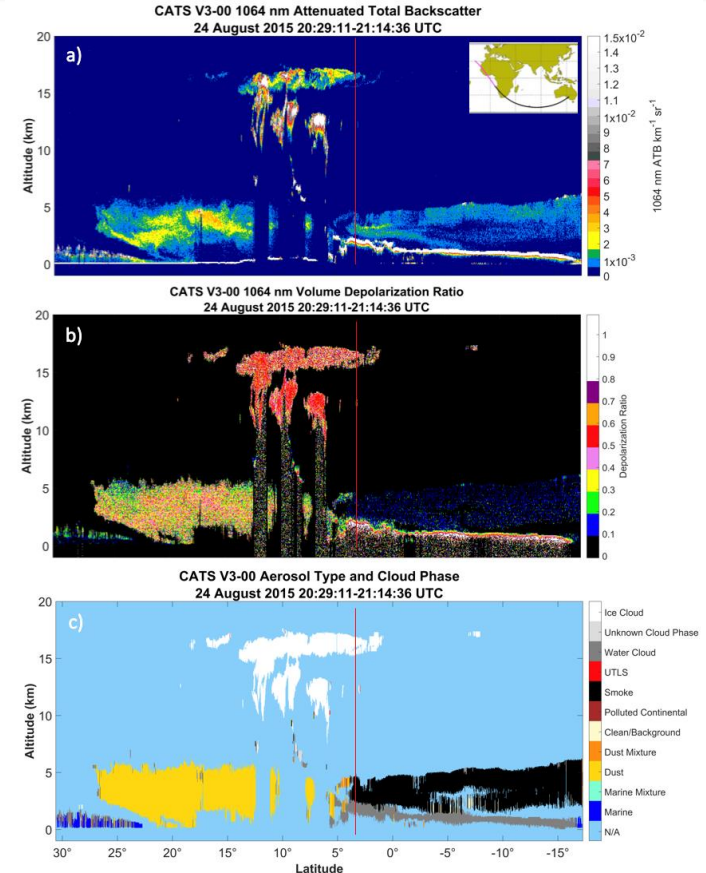 CATS V3-00 1064 nm Attenuated Total Backscatter
24 August 2015 20:29:11-21:14:36 UTC
a)
20
15
10
5
0
Altitude (km)
1.5x10-2
1.4
1.3
1.2
1.1
1x10-2
9
8
7
6
5
4
3
2
1x10-3
0
1064 nm ATB km-1 sr-1
CATS V3-00 1064 nm Volume Depolarization Ratio
24 August 2015 20:29:11-21:14:36 UTC
b)
20
15
10
5
0
Altitude (km)
1
0.9
0.8
0.7
0.6
0.5
0.4
0.3
0.2
0.1
0
Depolarization Ratio
CATS V3-00 Aerosol Type and Cloud Phase
24 August 2015 20:29:11-21:14:36 UTC
c)
20
15
10
5
0
Altitude (km)
Ice Cloud
Unknown Cloud Phase
Water Cloud
UTLS
Smoke
Polluted Continental
Clean/Background
Dust Mixture
Dust
Marine Mixture
Marine
N/A
30° 25° 20° 15° 10° 5° 0° -5° -10° -15°
Latitude